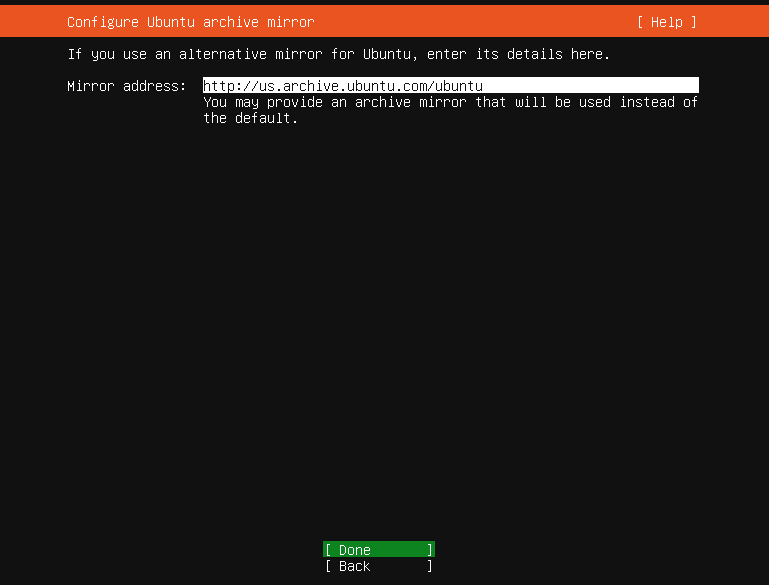 Configure Ubuntu archive mirror [ Help ]
If you use an alternative mirror for Ubuntu, enter its details here.
Mirror address: http://us.archive.ubuntu.com/ubuntu
You may provide an archive mirror that will be used instead of
the default.
[ Done ]
[ Back ]